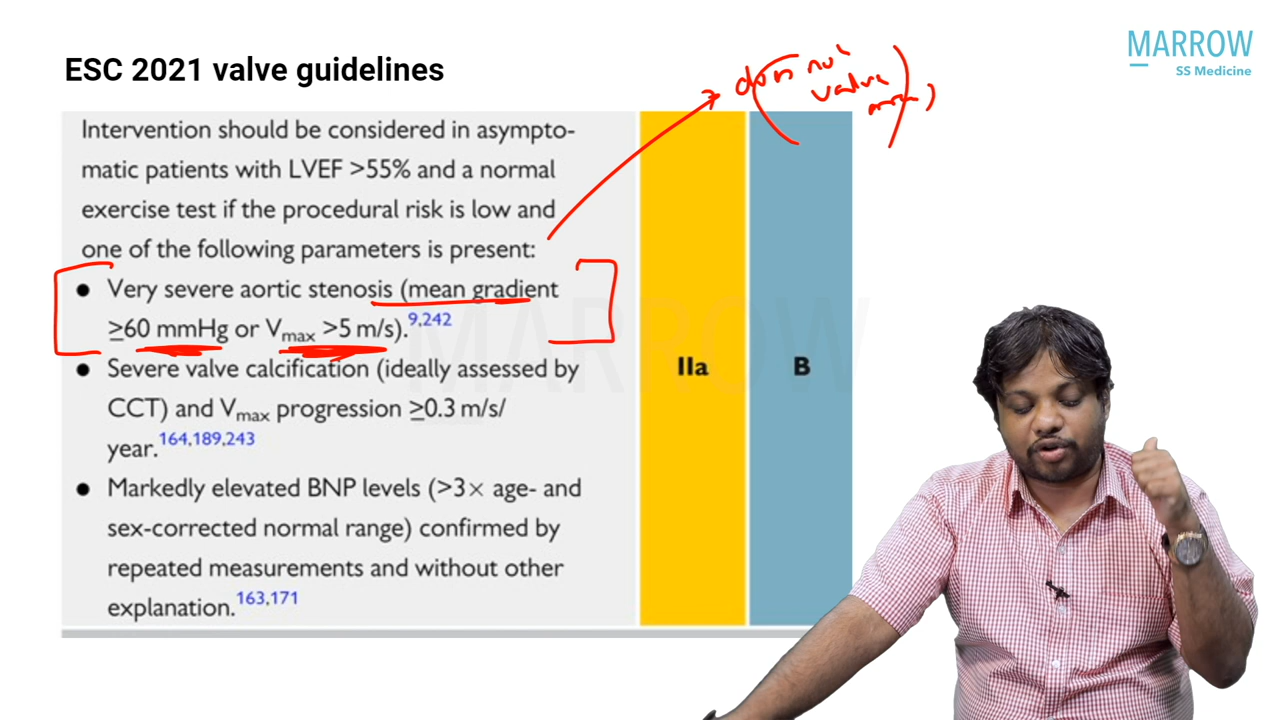 MARROW
SS Medicine
ESC 2021 valve guidelines
valve
Intervention should be considered in asympto-
matic patients with LVEF >55% and a normal
exercise test if the procedural risk is low and
one of the following parameters is present:
● Very severe aortic stenosis (mean gradient
≥60 mmHg or Vmax >5 m/s).9,242
● Severe valve calcification (ideally assessed by
CCT) and Vmax progression ≥0.3 m/s/
year.164,189,243
● Markedly elevated BNP levels (>3× age- and
sex-corrected normal range) confirmed by
repeated measurements and without other
explanation.163,171
IIa
B
MARROW